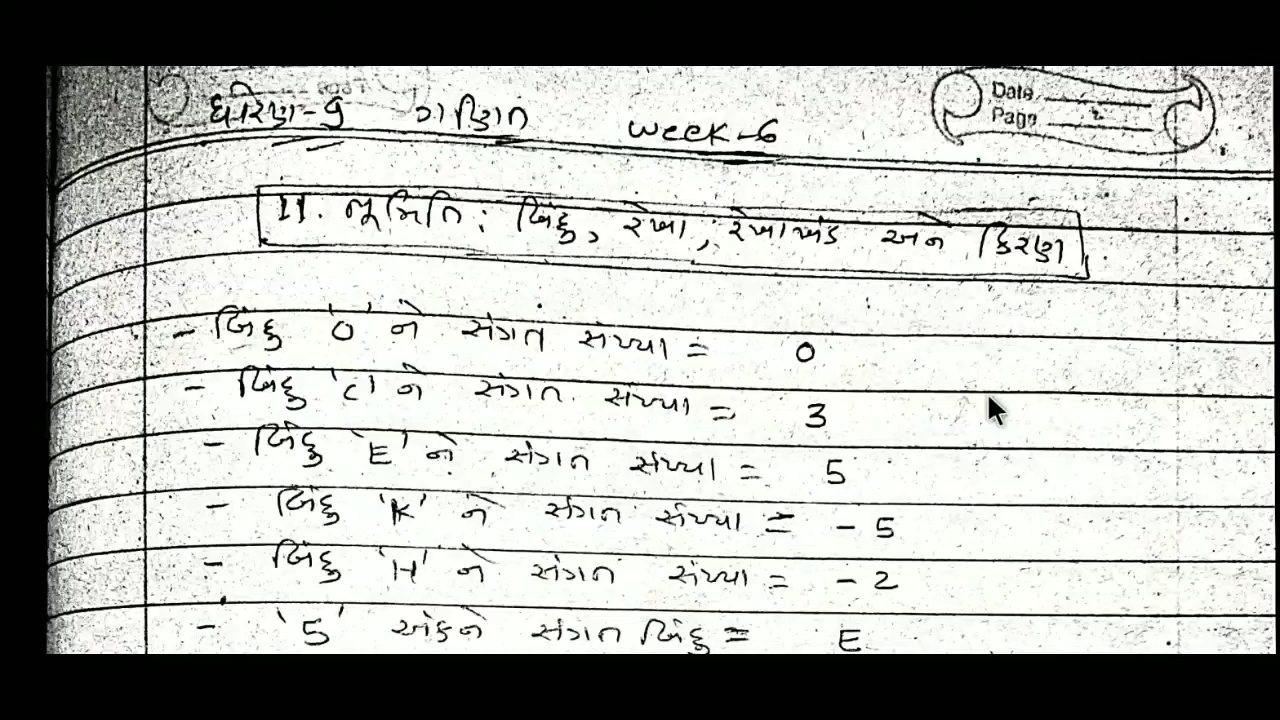 Date
Page
ધોરણ-9 ગણિત Week-6
11. ભૂમિતિ : બિંદુ, રેખા, રેખાખંડ અને કિરણ
- બિંદુ 'O' ને સંગત સંખ્યા = 0
- બિંદુ 'C' ને સંગત સંખ્યા = 3
- બિંદુ 'E' ને સંગત સંખ્યા = 5
- બિંદુ 'K' ને સંગત સંખ્યા = -5
- બિંદુ 'H' ને સંગત સંખ્યા = -2
- '5' અંકને સંગત બિંદુ = E